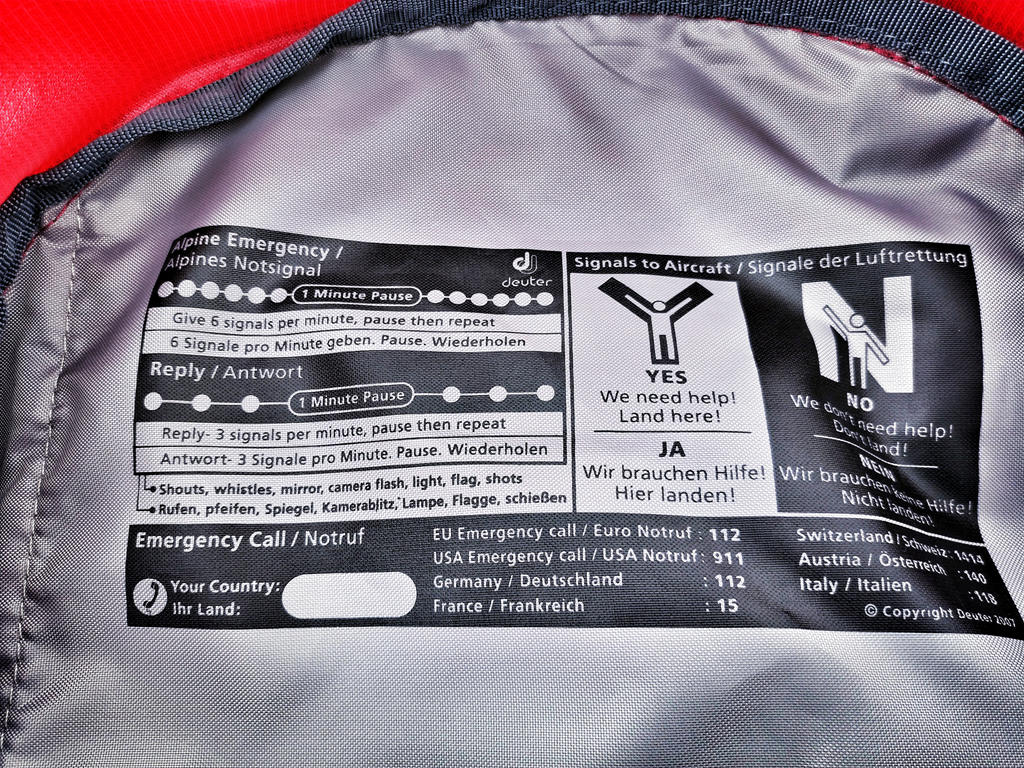 Alpine Emergency /
Alpines Notsignal
deuter
1 Minute Pause
Give 6 signals per minute, pause then repeat
6 Signale pro Minute geben. Pause. Wiederholen
Reply / Antwort
1 Minute Pause
Reply- 3 signals per minute, pause then repeat
Antwort- 3 Signale pro Minute. Pause. Wiederholen
Shouts, whistles, mirror, camera flash, light, flag, shots
Rufen, pfeifen, Spiegel, Kamerablitz, Lampe, Flagge, schießen
Signals to Aircraft / Signale der Luftrettung
Y
YES
We need help!
Land here!
JA
Wir brauchen Hilfe!
Hier landen!
N
NO
We don't need help!
Don't land!
NEIN
Wir brauchen keine Hilfe!
Nicht landen!
Emergency Call / Notruf
Your Country:
Ihr Land:
EU Emergency call / Euro Notruf : 112
USA Emergency call / USA Notruf : 911
Germany / Deutschland : 112
France / Frankreich : 15
Switzerland / Schweiz: 1414
Austria / Österreich : 140
Italy / Italien : 118
© Copyright Deuter 2007